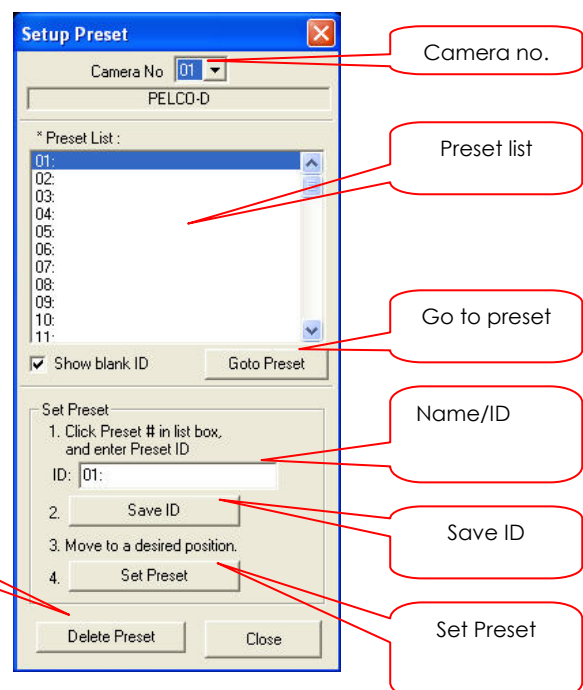 Setup Preset
Camera No 01
PELCO-D
* Preset List :
01:
02:
03:
04:
05:
06:
07:
08:
09:
10:
11:
Show blank ID
Goto Preset
Set Preset
1. Click Preset # in list box,
and enter Preset ID
ID: 01:
2. Save ID
3. Move to a desired position.
4. Set Preset
Delete Preset
Close
Camera no.
Preset list
Go to preset
Name/ID
Save ID
Set Preset